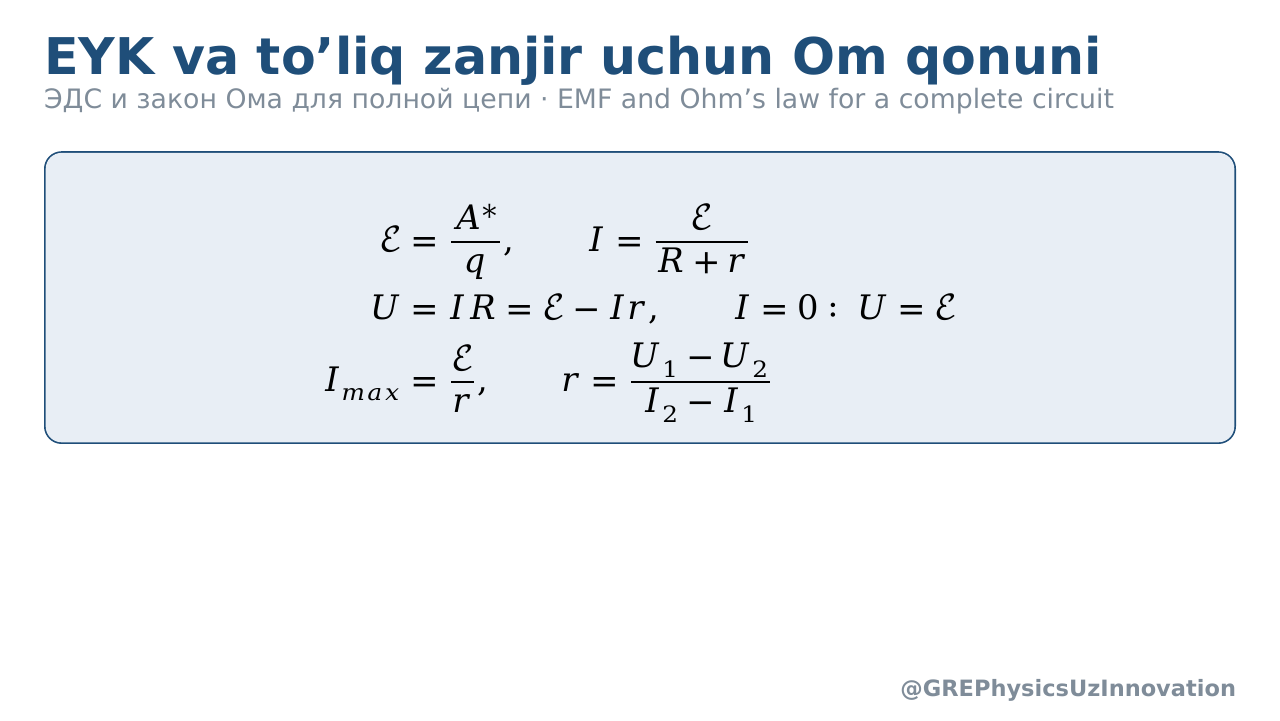 EYK va to’liq zanjir uchun Om qonuni
ЭДС и закон Ома для полной цепи · EMF and Ohm’s law for a complete circuit
ℰ = A*/q, I = ℰ/(R + r)
U = IR = ℰ − Ir, I = 0 : U = ℰ
I_max = ℰ/r, r = (U₁ − U₂)/(I₂ − I₁)
@GREPhysicsUzInnovation